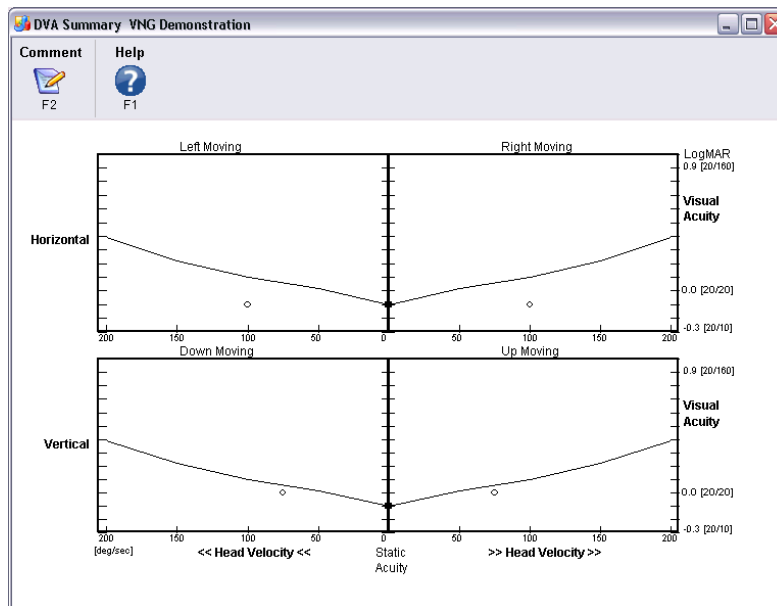 DVA Summary VNG Demonstration
Comment Help
F2 F1
Left Moving Right Moving LogMAR
0.9 [20/160]
Visual
Acuity
Horizontal
0.0 [20/20]
-0.3 [20/10]
200 150 100 50 0 50 100 150 200
Down Moving Up Moving
0.9 [20/160]
Visual
Acuity
Vertical
0.0 [20/20]
-0.3 [20/10]
200 150 100 50 0 50 100 150 200
[deg/sec] << Head Velocity << Static >> Head Velocity >>
Acuity